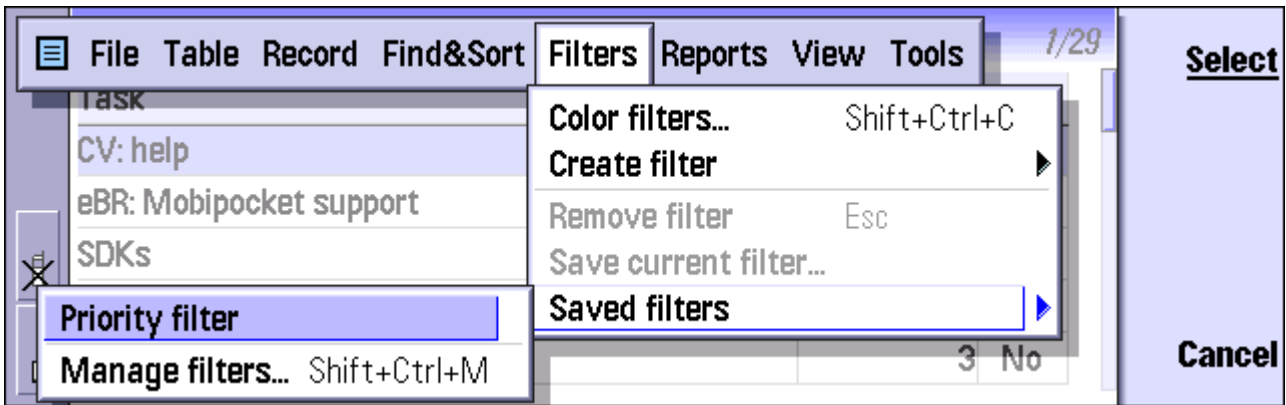 File Table Record Find&Sort Filters Reports View Tools
1/29
Select
Task
Color filters... Shift+Ctrl+C
CV: help
Create filter
eBR: Mobipocket support
Remove filter Esc
SDKs
Save current filter...
Saved filters
Priority filter
Manage filters... Shift+Ctrl+M
3 No
Cancel